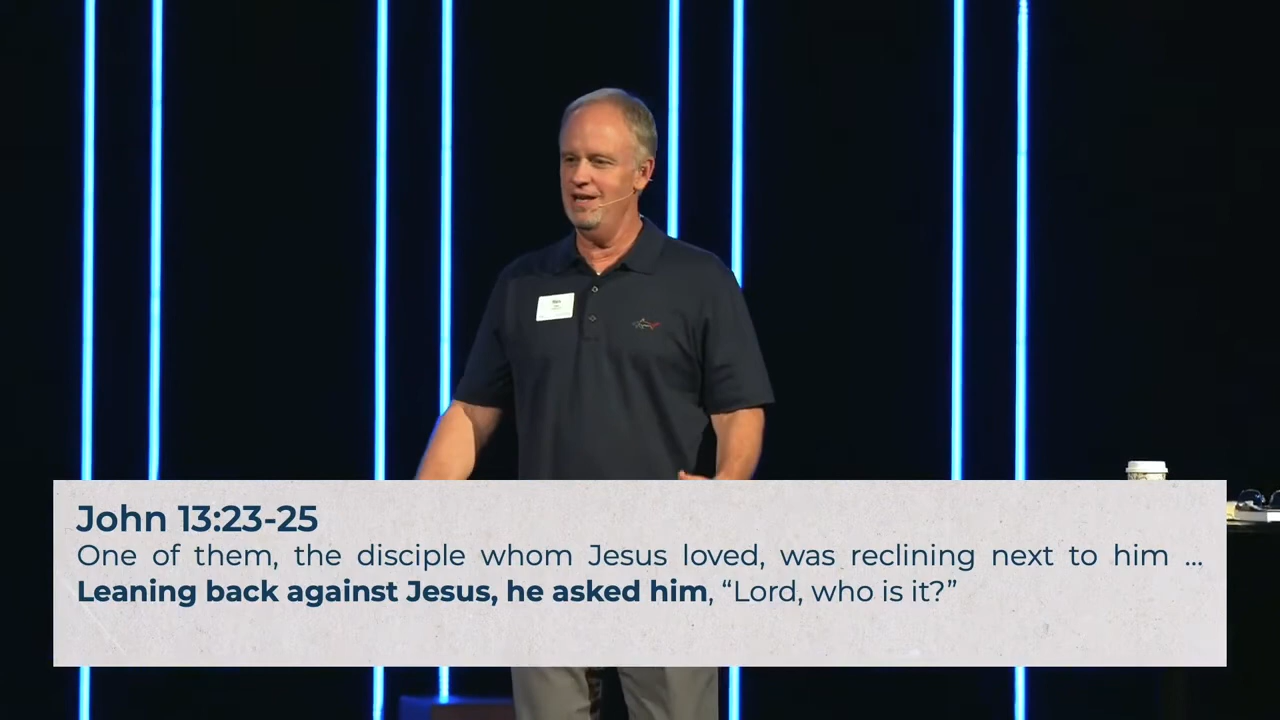 John 13:23-25
One of them, the disciple whom Jesus loved, was reclining next to him ...
Leaning back against Jesus, he asked him, “Lord, who is it?”